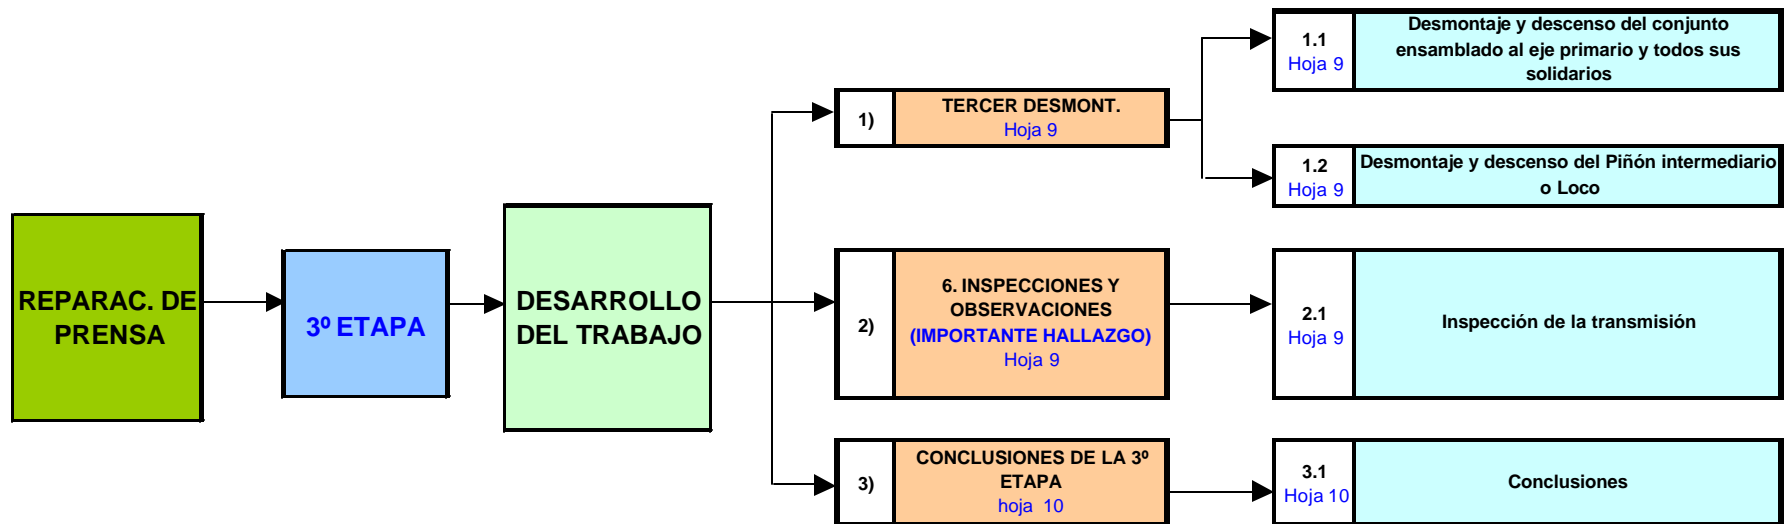 REPARAC. DE
PRENSA
3º ETAPA
DESARROLLO
DEL TRABAJO
1)
TERCER DESMONT.
Hoja 9
1.1
Hoja 9
Desmontaje y descenso del conjunto
ensamblado al eje primario y todos sus
solidarios
1.2
Hoja 9
Desmontaje y descenso del Piñón intermediario
o Loco
2)
6. INSPECCIONES Y
OBSERVACIONES
(IMPORTANTE HALLAZGO)
Hoja 9
2.1
Hoja 9
Inspección de la transmisión
3)
CONCLUSIONES DE LA 3º
ETAPA
hoja 10
3.1
Hoja 10
Conclusiones